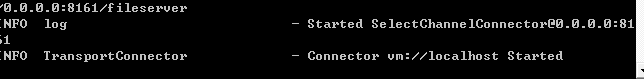 /0.0.0.0:8161/fileserver
INFO  log                            - Started SelectChannelConnector@0.0.0.0:81
61
INFO  TransportConnector             - Connector vm://localhost Started